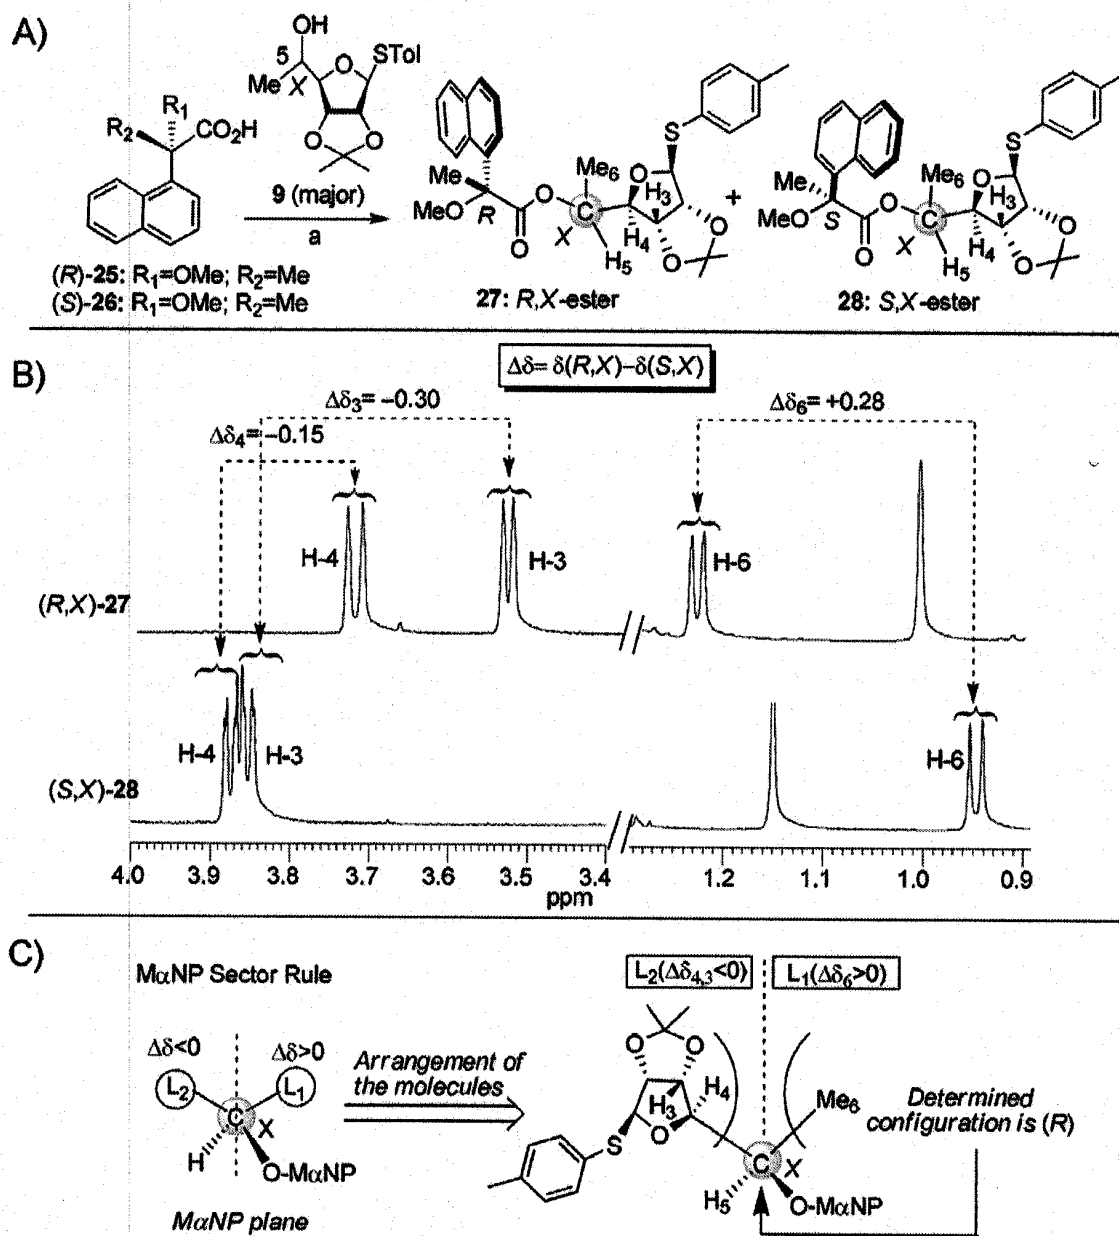 A)
OH
5
Me
X
O
STol
O
O
R₁
R₂
CO₂H
9 (major)
a
(R)-25: R₁=OMe; R₂=Me
(S)-26: R₁=OMe; R₂=Me
Me
MeO
R
O
O
Me₆
X
H₅
O
H₃
H₄
S
O
O
27: R,X-ester
+
Me
MeO
S
O
O
Me₆
X
H₅
O
H₃
H₄
S
O
O
28: S,X-ester
B)
Δδ= δ(R,X)–δ(S,X)
Δδ₃= –0.30
Δδ₄= –0.15
Δδ₆= +0.28
H-4
H-3
H-6
(R,X)-27
H-4
H-3
H-6
(S,X)-28
4.0 3.9 3.8 3.7 3.6 3.5 3.4 1.2 1.1 1.0 0.9
ppm
C)
MαNP Sector Rule
Δδ<0 Δδ>0
L₂ L₁
C
X
H
O-MαNP
MαNP plane
Arrangement of
the molecules
L₂(Δδ₄,₃<0) L₁(Δδ₆>0)
O
O
H₄
H₃
S
O
Me₆
C
X
H₅
O-MαNP
Determined
configuration is (R)